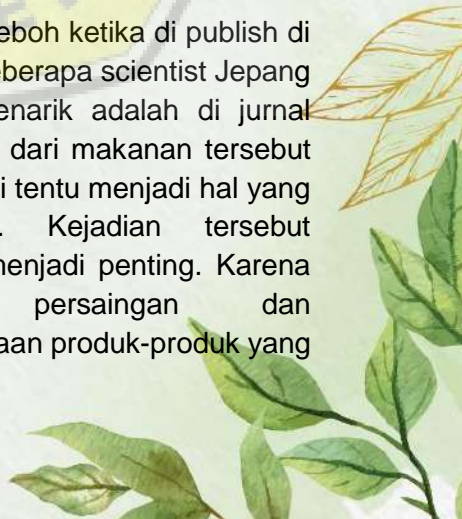 eboh ketika di publish di
eberapa scientist Jepang
enarik adalah di jurnal
dari makanan tersebut
i tentu menjadi hal yang
. Kejadian tersebut
menjadi penting. Karena
persaingan dan
aan produk-produk yang